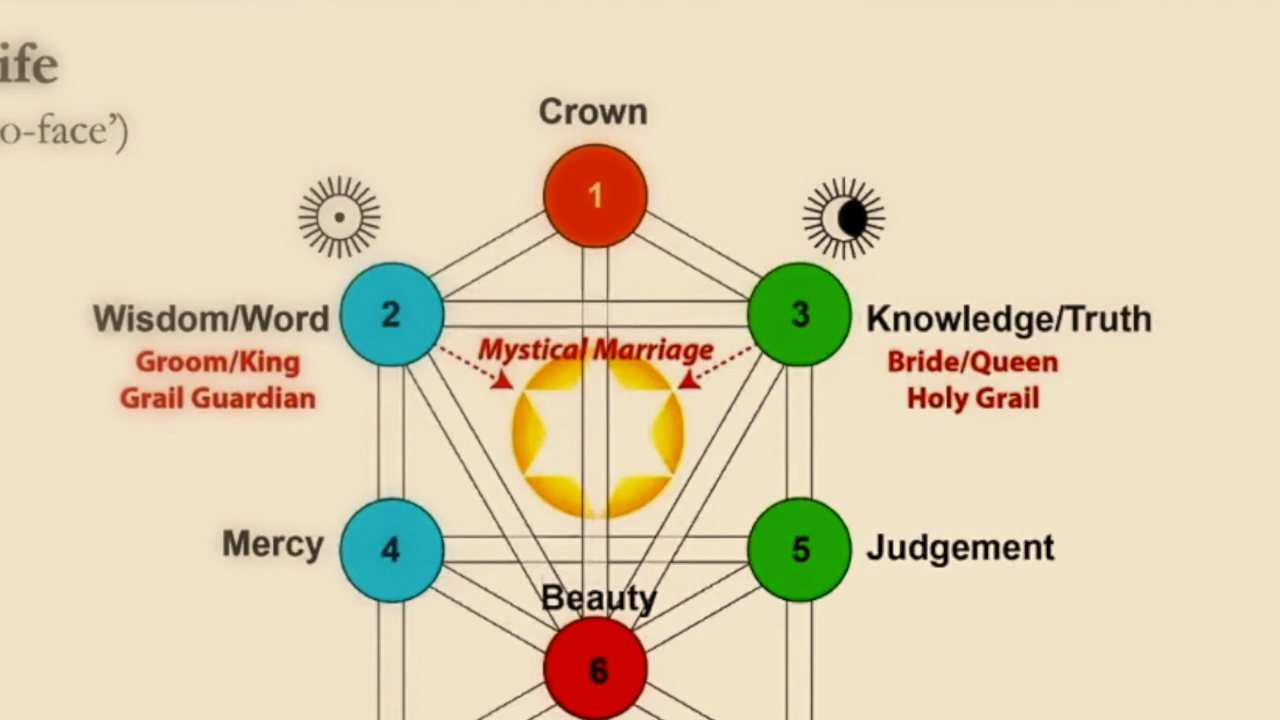 ife
o-face’)
Crown
1
2
3
Wisdom/Word
Groom/King
Grail Guardian
Mystical Marriage
Knowledge/Truth
Bride/Queen
Holy Grail
Mercy
4
5
Judgement
Beauty
6